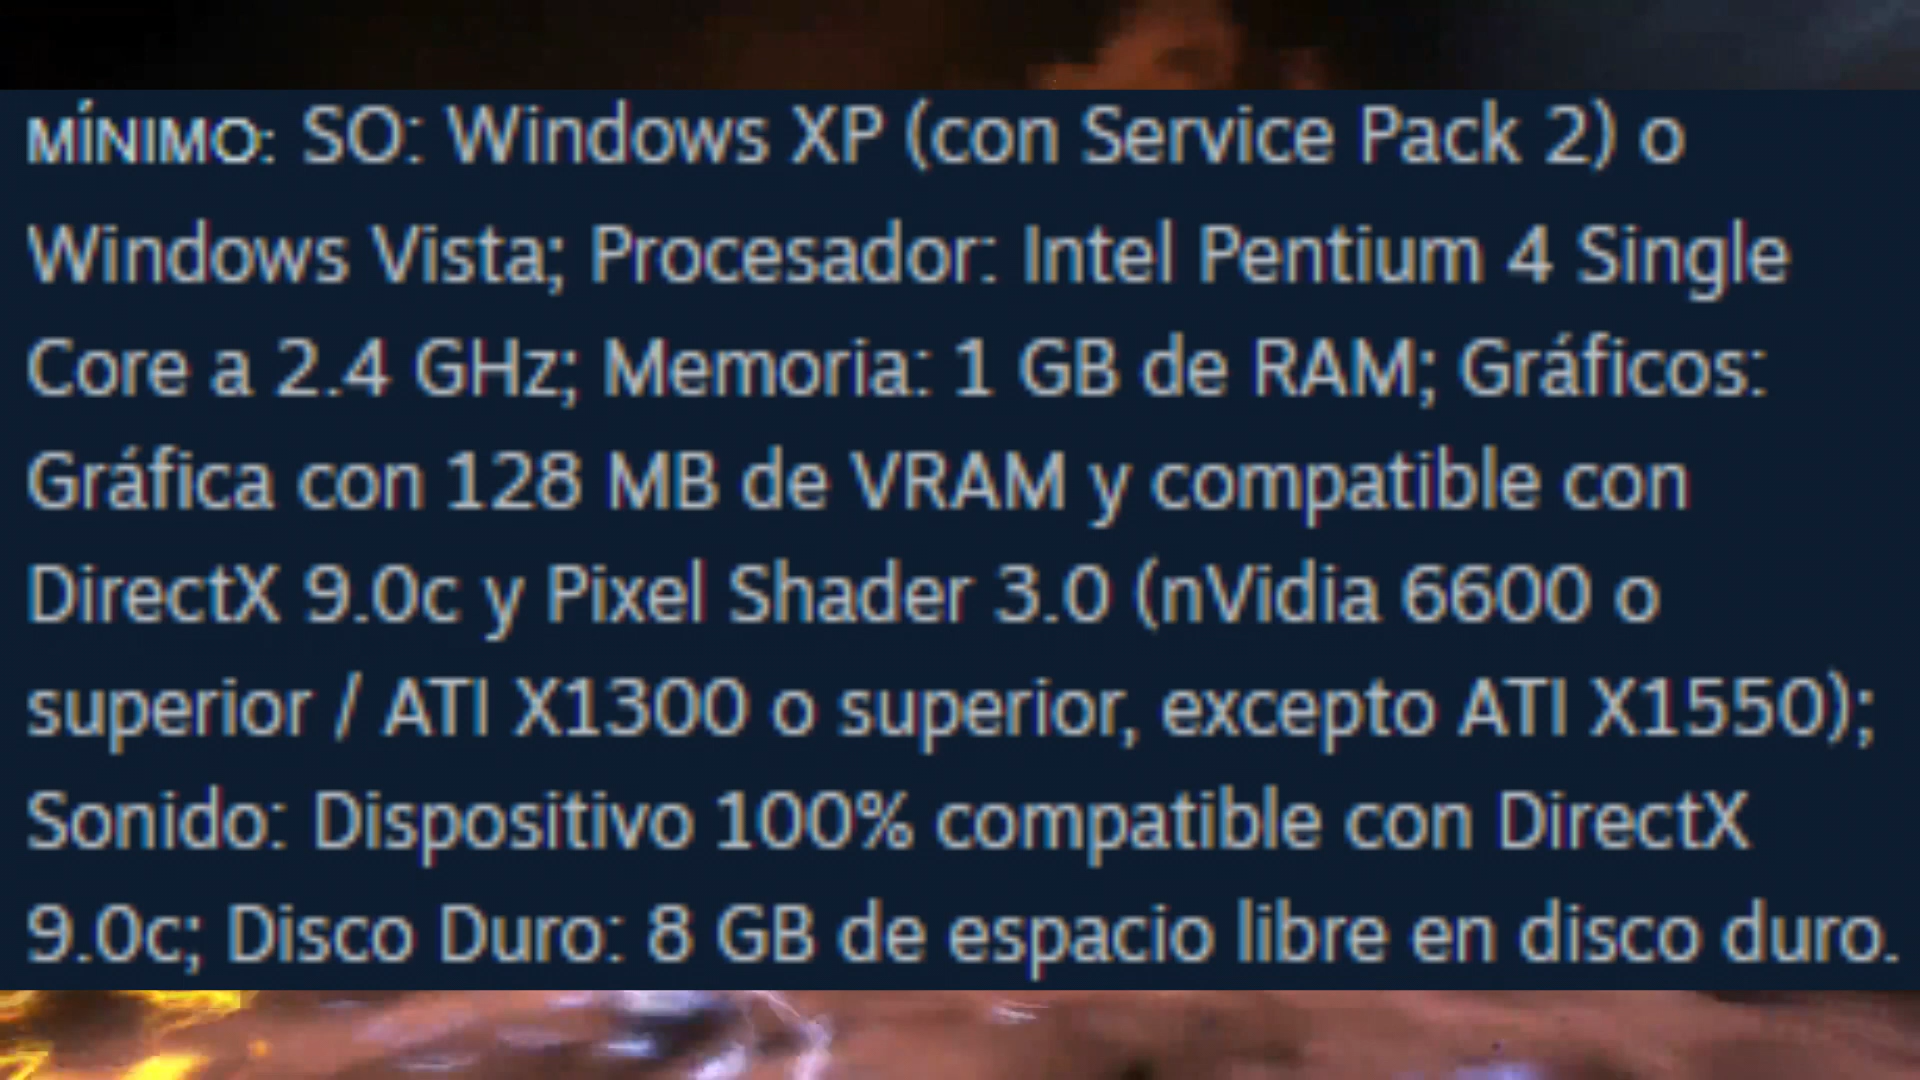 MÍNIMO: SO: Windows XP (con Service Pack 2) o
Windows Vista; Procesador: Intel Pentium 4 Single
Core a 2.4 GHz; Memoria: 1 GB de RAM; Gráficos:
Gráfica con 128 MB de VRAM y compatible con
DirectX 9.0c y Pixel Shader 3.0 (nVidia 6600 o
superior / ATI X1300 o superior, excepto ATI X1550);
Sonido: Dispositivo 100% compatible con DirectX
9.0c; Disco Duro: 8 GB de espacio libre en disco duro.